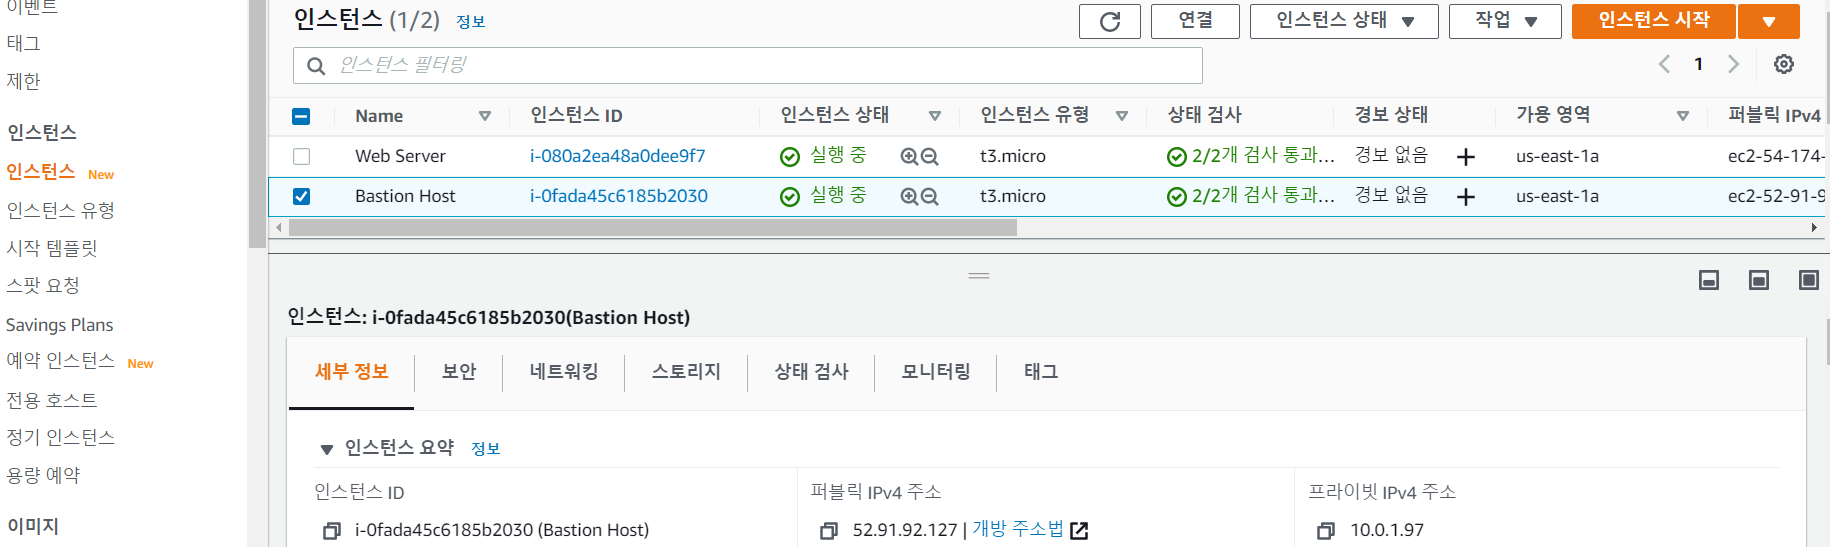 이벤트
태그
제한
인스턴스
인스턴스 New
인스턴스 유형
시작 템플릿
스팟 요청
Savings Plans
예약 인스턴스 New
전용 호스트
정기 인스턴스
용량 예약
이미지
인스턴스 (1/2) 정보
연결
인스턴스 상태
작업
인스턴스 시작
인스턴스 필터링
1
Name 인스턴스 ID 인스턴스 상태 인스턴스 유형 상태 검사 경보 상태 가용 영역 퍼블릭 IPv4
Web Server i-080a2ea48a0dee9f7 실행 중 t3.micro 2/2개 검사 통과... 경보 없음 + us-east-1a ec2-54-174-
Bastion Host i-0fada45c6185b2030 실행 중 t3.micro 2/2개 검사 통과... 경보 없음 + us-east-1a ec2-52-91-9
인스턴스: i-0fada45c6185b2030(Bastion Host)
세부 정보 보안 네트워킹 스토리지 상태 검사 모니터링 태그
인스턴스 요약 정보
인스턴스 ID 퍼블릭 IPv4 주소 프라이빗 IPv4 주소
i-0fada45c6185b2030 (Bastion Host) 52.91.92.127 | 개방 주소법 10.0.1.97